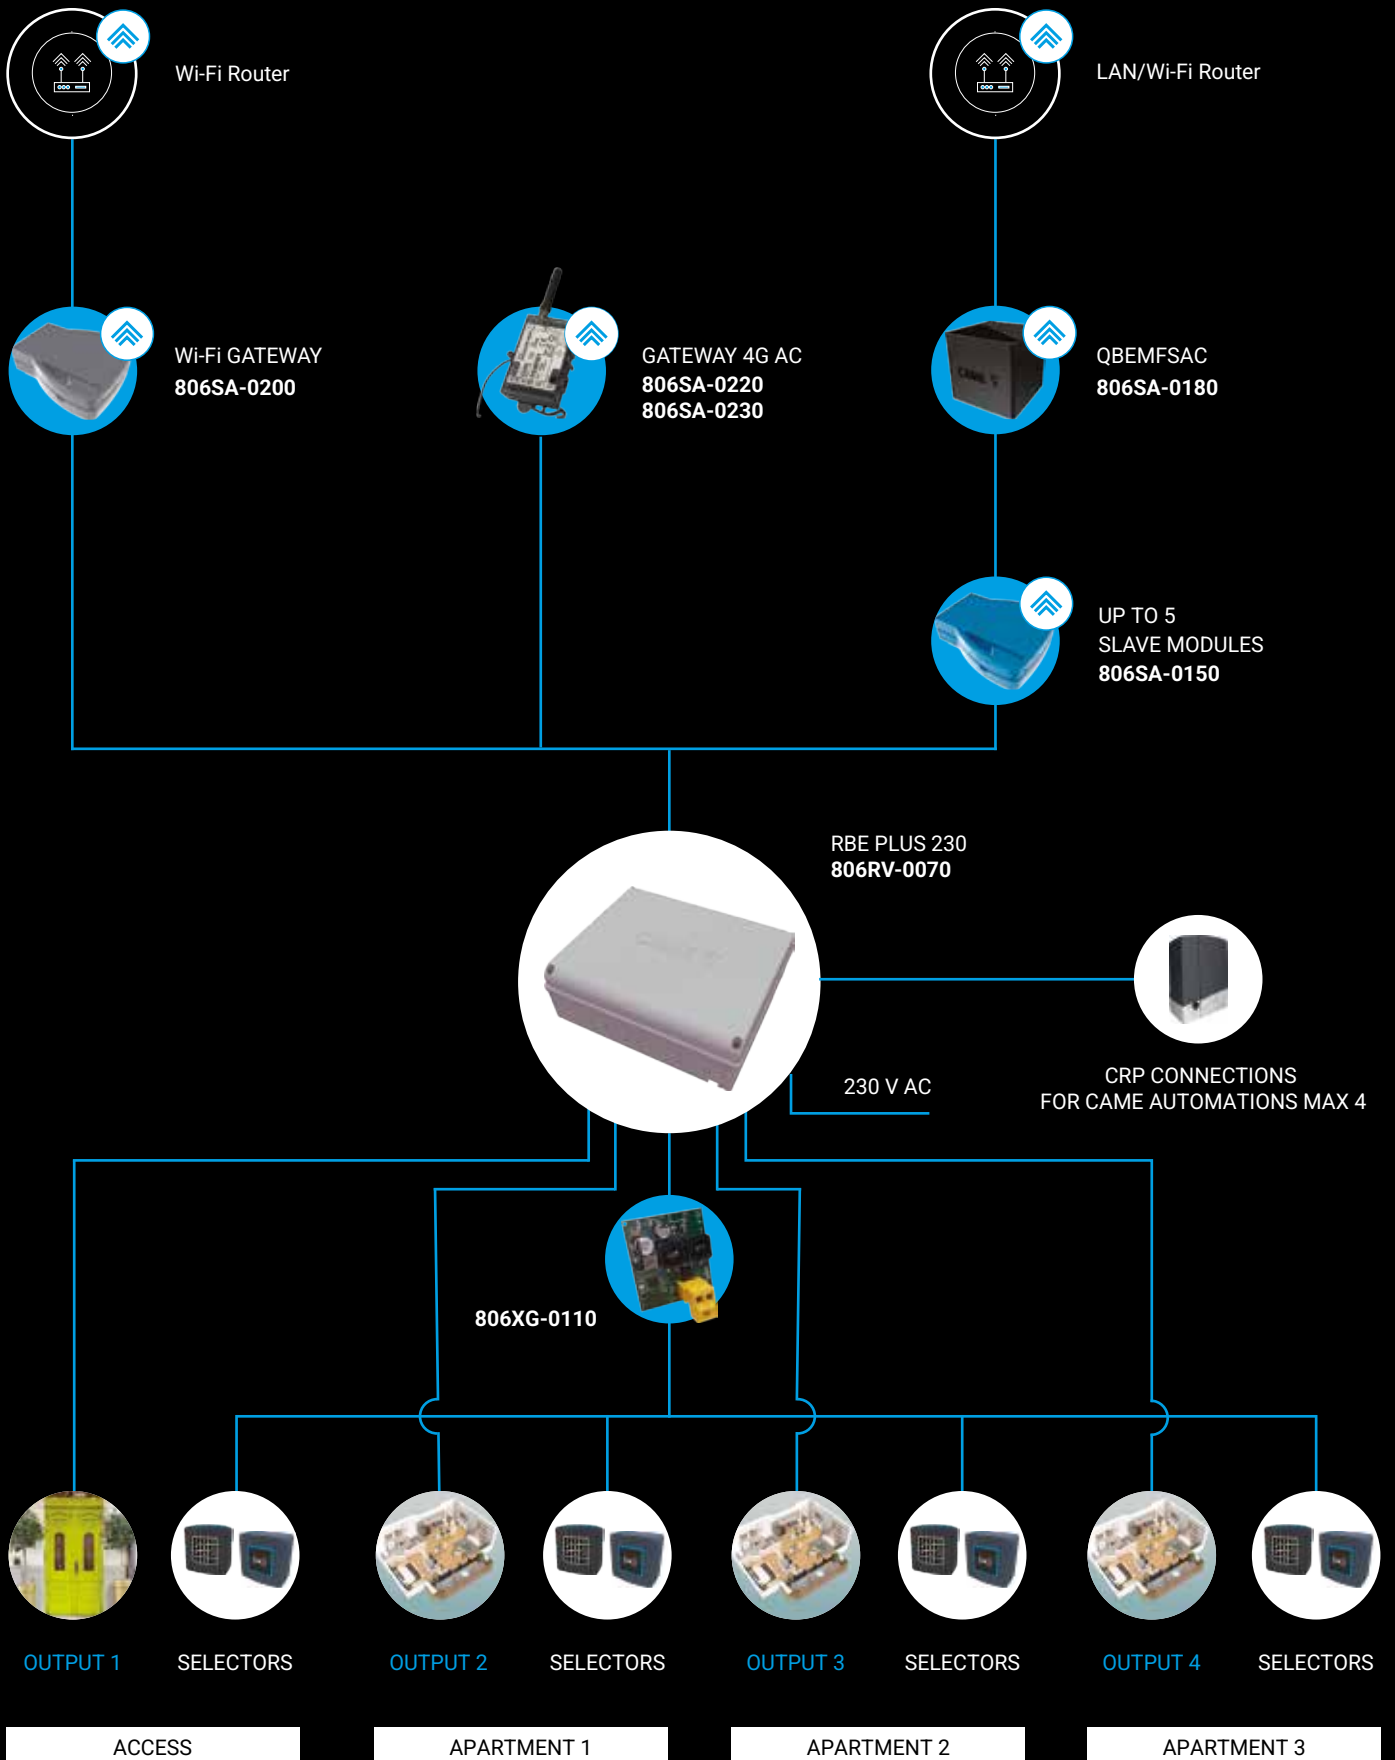 Wi-Fi Router
LAN/Wi-Fi Router
Wi-Fi GATEWAY
806SA-0200
GATEWAY 4G AC
806SA-0220
806SA-0230
CAME
QBEMFSAC
806SA-0180
UP TO 5
SLAVE MODULES
806SA-0150
RBE PLUS 230
806RV-0070
CAME
230 V AC
CRP CONNECTIONS
FOR CAME AUTOMATIONS MAX 4
806XG-0110
OUTPUT 1
SELECTORS
OUTPUT 2
SELECTORS
OUTPUT 3
SELECTORS
OUTPUT 4
SELECTORS
ACCESS
APARTMENT 1
APARTMENT 2
APARTMENT 3